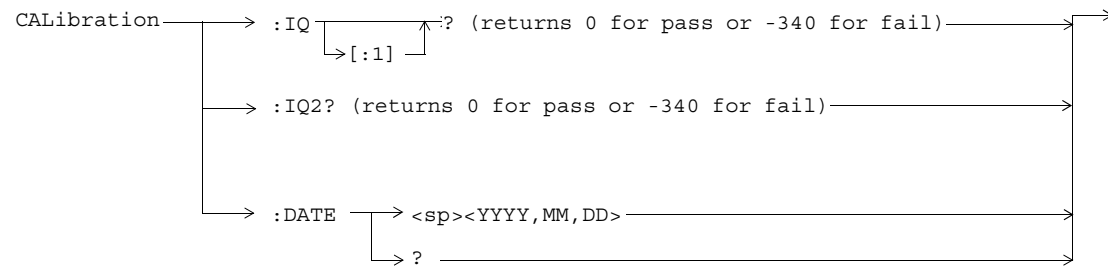 CALibration
:IQ ? (returns 0 for pass or -340 for fail)
[:1]
:IQ2? (returns 0 for pass or -340 for fail)
:DATE <sp><YYYY,MM,DD>
?